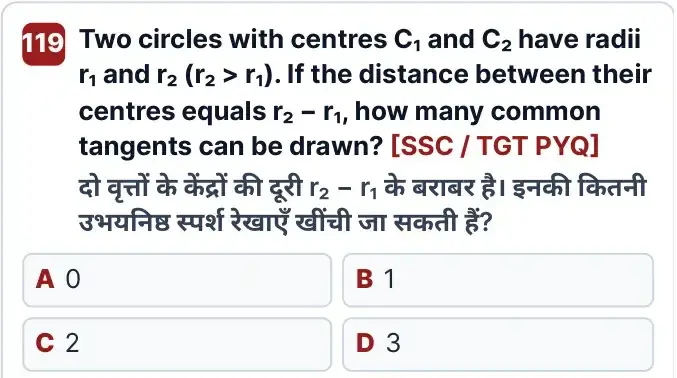 119 Two circles with centres C₁ and C₂ have radii
r₁ and r₂ (r₂ > r₁). If the distance between their
centres equals r₂ − r₁, how many common
tangents can be drawn? [SSC / TGT PYQ]
दो वृत्तों के केंद्रों की दूरी r₂ − r₁ के बराबर है। इनकी कितनी
उभयनिष्ठ स्पर्श रेखाएँ खींची जा सकती हैं?
A 0
B 1
C 2
D 3